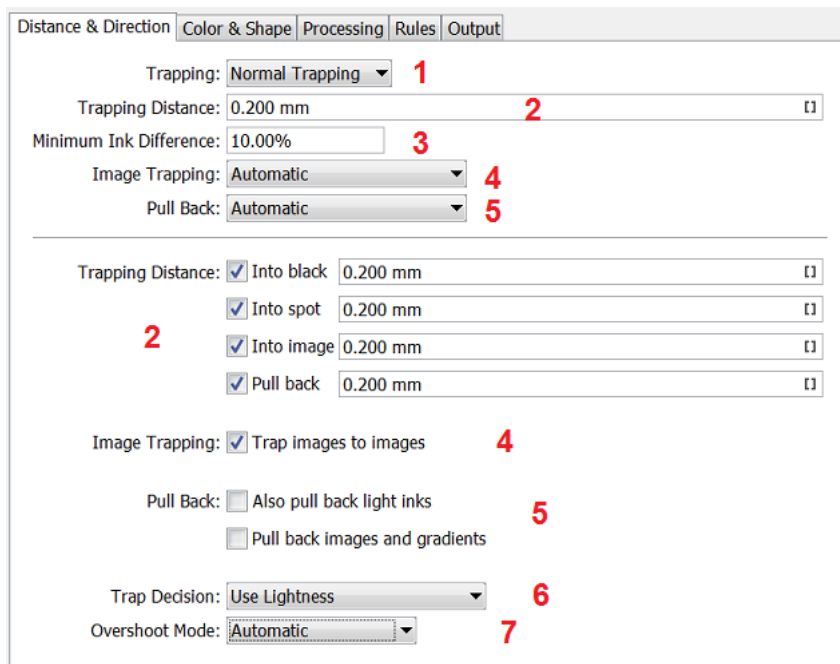 Distance & Direction Color & Shape Processing Rules Output
Trapping: Normal Trapping 1
Trapping Distance: 0.200 mm 2
Minimum Ink Difference: 10.00% 3
Image Trapping: Automatic 4
Pull Back: Automatic 5
Trapping Distance: Into black 0.200 mm
Into spot 0.200 mm
2
Into image 0.200 mm
Pull back 0.200 mm
Image Trapping: Trap images to images 4
Pull Back: Also pull back light inks
5
Pull back images and gradients
Trap Decision: Use Lightness 6
Overshoot Mode: Automatic 7